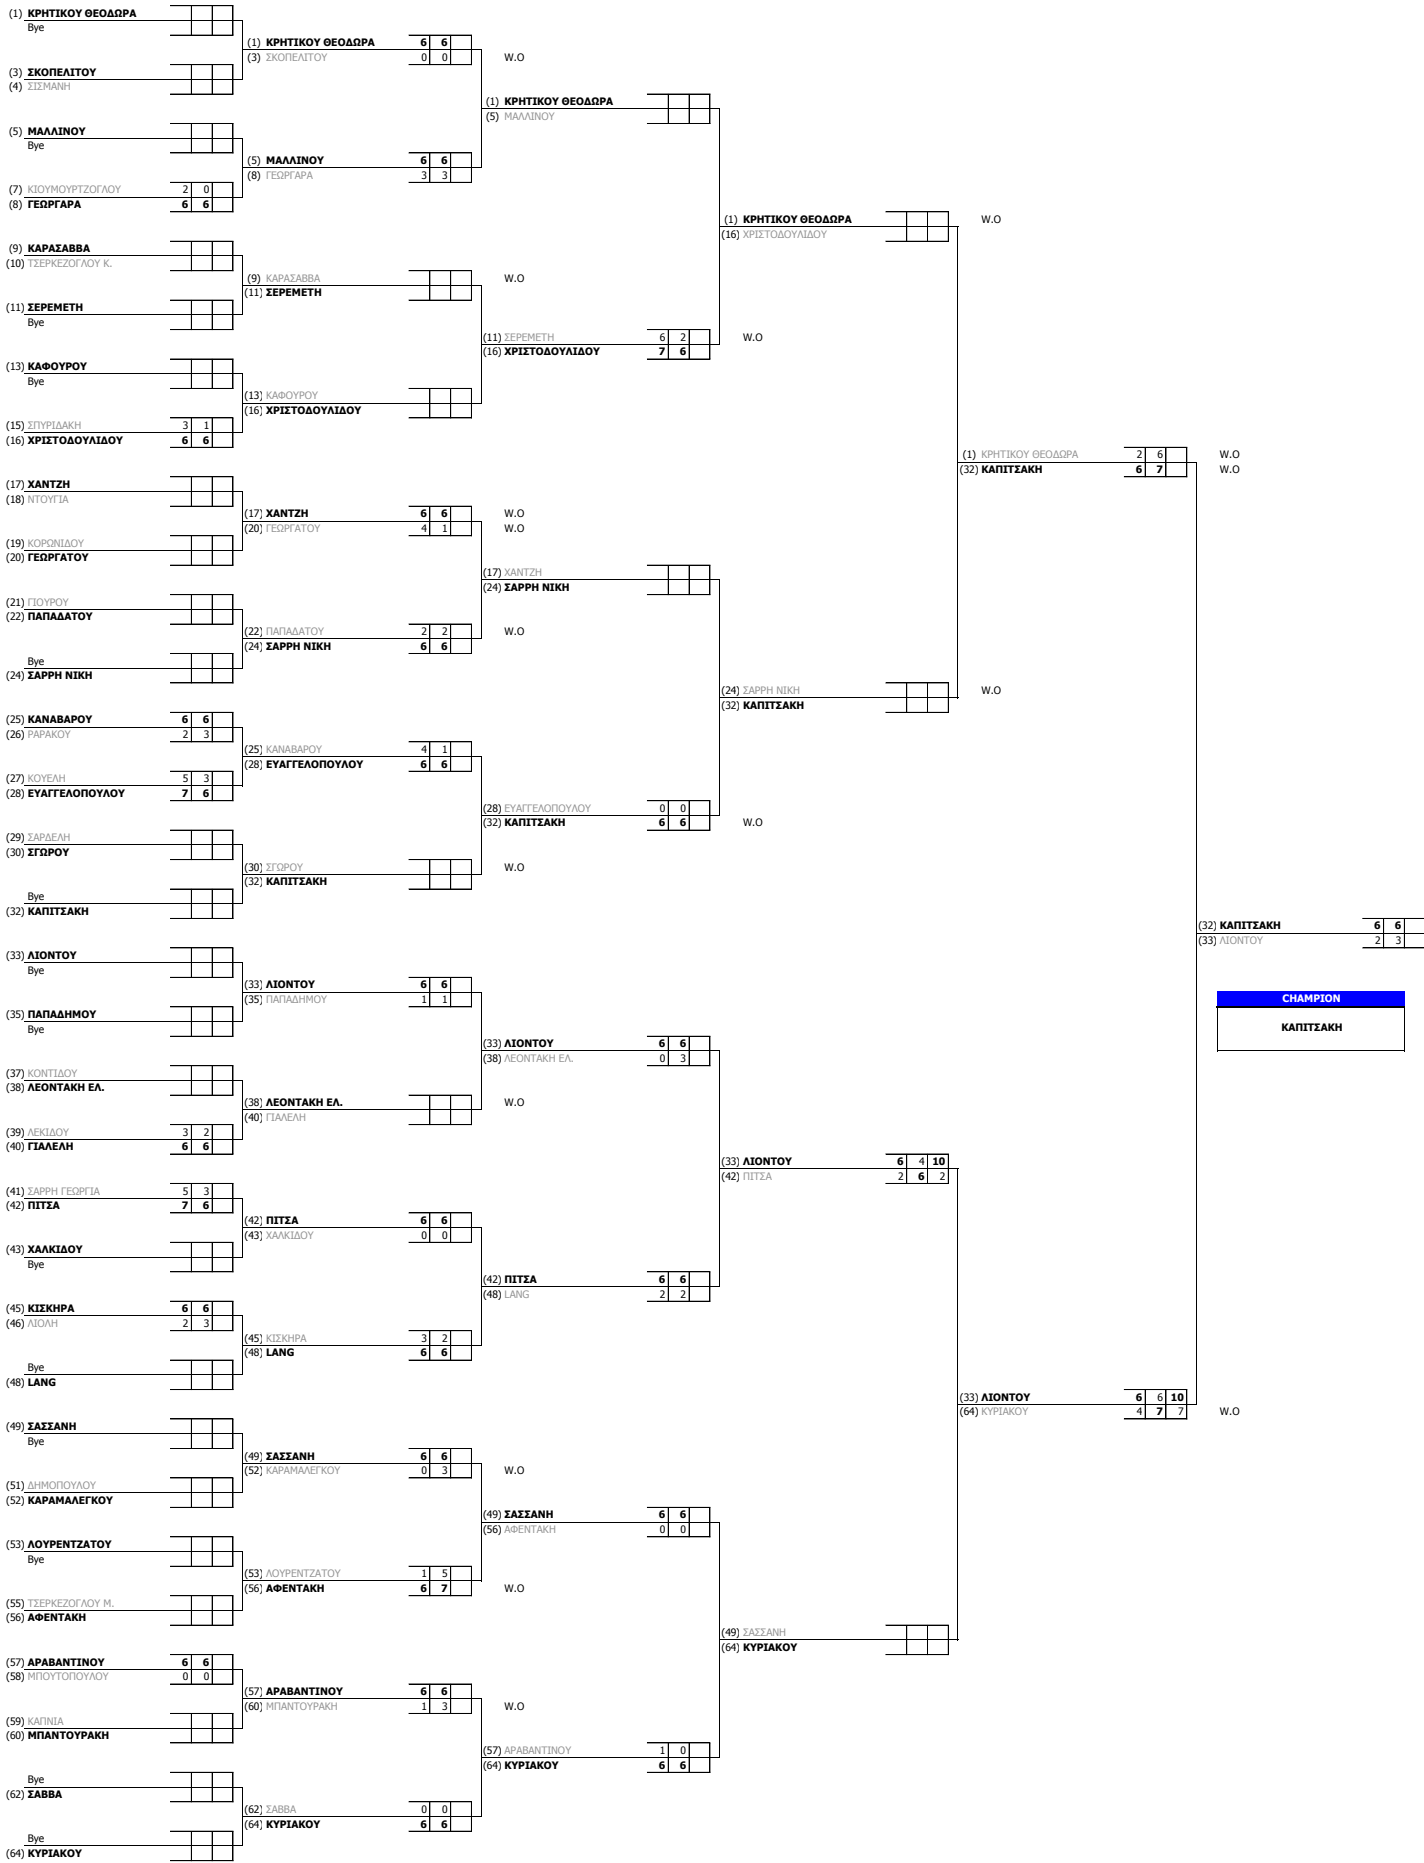 (1) ΚΡΗΤΙΚΟΥ ΘΕΟΔΩΡΑ
Bye
(1) ΚΡΗΤΙΚΟΥ ΘΕΟΔΩΡΑ 6 6
(3) ΣΚΟΠΕΛΙΤΟΥ 0 0 W.O
(3) ΣΚΟΠΕΛΙΤΟΥ
(4) ΣΙΣΜΑΝΗ
(1) ΚΡΗΤΙΚΟΥ ΘΕΟΔΩΡΑ
(5) ΜΑΛΛΙΝΟΥ
(5) ΜΑΛΛΙΝΟΥ
Bye
(5) ΜΑΛΛΙΝΟΥ 6 6
(8) ΓΕΩΡΓΑΡΑ 3 3
(7) ΚΙΟΥΜΟΥΡΤΖΟΓΛΟΥ 2 0
(8) ΓΕΩΡΓΑΡΑ 6 6
(1) ΚΡΗΤΙΚΟΥ ΘΕΟΔΩΡΑ W.O
(16) ΧΡΙΣΤΟΔΟΥΛΙΔΟΥ
(9) ΚΑΡΑΣΑΒΒΑ
(10) ΤΣΕΡΚΕΖΟΓΛΟΥ Κ.
(9) ΚΑΡΑΣΑΒΒΑ W.O
(11) ΣΕΡΕΜΕΤΗ
(11) ΣΕΡΕΜΕΤΗ
Bye
(11) ΣΕΡΕΜΕΤΗ 6 2 W.O
(16) ΧΡΙΣΤΟΔΟΥΛΙΔΟΥ 7 6
(13) ΚΑΦΟΥΡΟΥ
Bye
(13) ΚΑΦΟΥΡΟΥ
(16) ΧΡΙΣΤΟΔΟΥΛΙΔΟΥ
(15) ΣΠΥΡΙΔΑΚΗ 3 1
(16) ΧΡΙΣΤΟΔΟΥΛΙΔΟΥ 6 6
(1) ΚΡΗΤΙΚΟΥ ΘΕΟΔΩΡΑ 2 6 W.O
(32) ΚΑΠΙΤΣΑΚΗ 6 7 W.O
(17) ΧΑΝΤΖΗ
(18) ΝΤΟΥΓΙΑ
(17) ΧΑΝΤΖΗ 6 6 W.O
(20) ΓΕΩΡΓΑΤΟΥ 4 1 W.O
(19) ΚΟΡΩΝΙΔΟΥ
(20) ΓΕΩΡΓΑΤΟΥ
(17) ΧΑΝΤΖΗ
(24) ΣΑΡΡΗ ΝΙΚΗ
(21) ΓΙΟΥΡΟΥ
(22) ΠΑΠΑΔΑΤΟΥ
(22) ΠΑΠΑΔΑΤΟΥ 2 2 W.O
(24) ΣΑΡΡΗ ΝΙΚΗ 6 6
Bye
(24) ΣΑΡΡΗ ΝΙΚΗ
(24) ΣΑΡΡΗ ΝΙΚΗ W.O
(32) ΚΑΠΙΤΣΑΚΗ
(25) ΚΑΝΑΒΑΡΟΥ 6 6
(26) ΡΑΡΑΚΟΥ 2 3
(25) ΚΑΝΑΒΑΡΟΥ 4 1
(28) ΕΥΑΓΓΕΛΟΠΟΥΛΟΥ 6 6
(27) ΚΟΥΕΛΗ 5 3
(28) ΕΥΑΓΓΕΛΟΠΟΥΛΟΥ 7 6
(28) ΕΥΑΓΓΕΛΟΠΟΥΛΟΥ 0 0
(32) ΚΑΠΙΤΣΑΚΗ 6 6 W.O
(29) ΣΑΡΔΕΛΗ
(30) ΣΓΩΡΟΥ
(30) ΣΓΩΡΟΥ W.O
(32) ΚΑΠΙΤΣΑΚΗ
Bye
(32) ΚΑΠΙΤΣΑΚΗ
(32) ΚΑΠΙΤΣΑΚΗ 6 6
(33) ΛΙΟΝΤΟΥ 2 3
(33) ΛΙΟΝΤΟΥ
Bye
(33) ΛΙΟΝΤΟΥ 6 6
(35) ΠΑΠΑΔΗΜΟΥ 1 1
CHAMPION
(35) ΠΑΠΑΔΗΜΟΥ
Bye
ΚΑΠΙΤΣΑΚΗ
(33) ΛΙΟΝΤΟΥ 6 6
(38) ΛΕΟΝΤΑΚΗ ΕΛ. 0 3
(37) ΚΟΝΤΙΔΟΥ
(38) ΛΕΟΝΤΑΚΗ ΕΛ.
(38) ΛΕΟΝΤΑΚΗ ΕΛ. W.O
(40) ΓΙΑΛΕΛΗ
(39) ΛΕΚΙΔΟΥ 3 2
(40) ΓΙΑΛΕΛΗ 6 6
(33) ΛΙΟΝΤΟΥ 6 4 10
(42) ΠΙΤΣΑ 2 6 2
(41) ΣΑΡΡΗ ΓΕΩΡΓΙΑ 5 3
(42) ΠΙΤΣΑ 7 6
(42) ΠΙΤΣΑ 6 6
(43) ΧΑΛΚΙΔΟΥ 0 0
(43) ΧΑΛΚΙΔΟΥ
Bye
(42) ΠΙΤΣΑ 6 6
(48) LANG 2 2
(45) ΚΙΣΚΗΡΑ 6 6
(46) ΛΙΟΛΗ 2 3
(45) ΚΙΣΚΗΡΑ 3 2
(48) LANG 6 6
Bye
(48) LANG
(33) ΛΙΟΝΤΟΥ 6 6 10
(64) ΚΥΡΙΑΚΟΥ 4 7 7 W.O
(49) ΣΑΣΣΑΝΗ
Bye
(49) ΣΑΣΣΑΝΗ 6 6
(52) ΚΑΡΑΜΑΛΕΓΚΟΥ 0 3 W.O
(51) ΔΗΜΟΠΟΥΛΟΥ
(52) ΚΑΡΑΜΑΛΕΓΚΟΥ
(49) ΣΑΣΣΑΝΗ 6 6
(56) ΑΦΕΝΤΑΚΗ 0 0
(53) ΛΟΥΡΕΝΤΖΑΤΟΥ
Bye
(53) ΛΟΥΡΕΝΤΖΑΤΟΥ 1 5
(56) ΑΦΕΝΤΑΚΗ 6 7 W.O
(55) ΤΣΕΡΚΕΖΟΓΛΟΥ Μ.
(56) ΑΦΕΝΤΑΚΗ
(49) ΣΑΣΣΑΝΗ
(64) ΚΥΡΙΑΚΟΥ
(57) ΑΡΑΒΑΝΤΙΝΟΥ 6 6
(58) ΜΠΟΥΤΟΠΟΥΛΟΥ 0 0
(57) ΑΡΑΒΑΝΤΙΝΟΥ 6 6
(60) ΜΠΑΝΤΟΥΡΑΚΗ 1 3 W.O
(59) ΚΑΠΝΙΑ
(60) ΜΠΑΝΤΟΥΡΑΚΗ
(57) ΑΡΑΒΑΝΤΙΝΟΥ 1 0
(64) ΚΥΡΙΑΚΟΥ 6 6
Bye
(62) ΣΑΒΒΑ
(62) ΣΑΒΒΑ 0 0
(64) ΚΥΡΙΑΚΟΥ 6 6
Bye
(64) ΚΥΡΙΑΚΟΥ